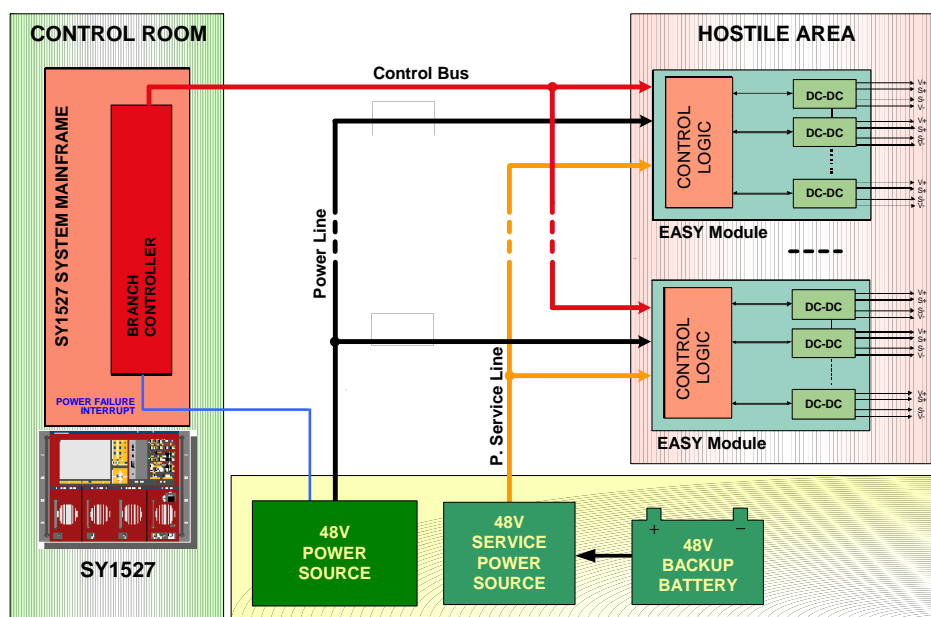 CONTROL ROOM
SY1527 SYSTEM MAINFRAME
BRANCH
CONTROLLER
POWER FAILURE
INTERRUPT
SY1527
Control Bus
Power Line
P. Service Line
HOSTILE AREA
CONTROL
LOGIC
DC-DC
V+
S+
S-
V-
DC-DC
V+
S+
S-
V-
DC-DC
V+
S+
S-
V-
EASY Module
CONTROL
LOGIC
DC-DC
V+
S+
S-
V-
DC-DC
V+
S+
S-
V-
DC-DC
V+
S+
S-
V-
EASY Module
48V
POWER
SOURCE
48V
SERVICE
POWER
SOURCE
+ −
48V
BACKUP
BATTERY